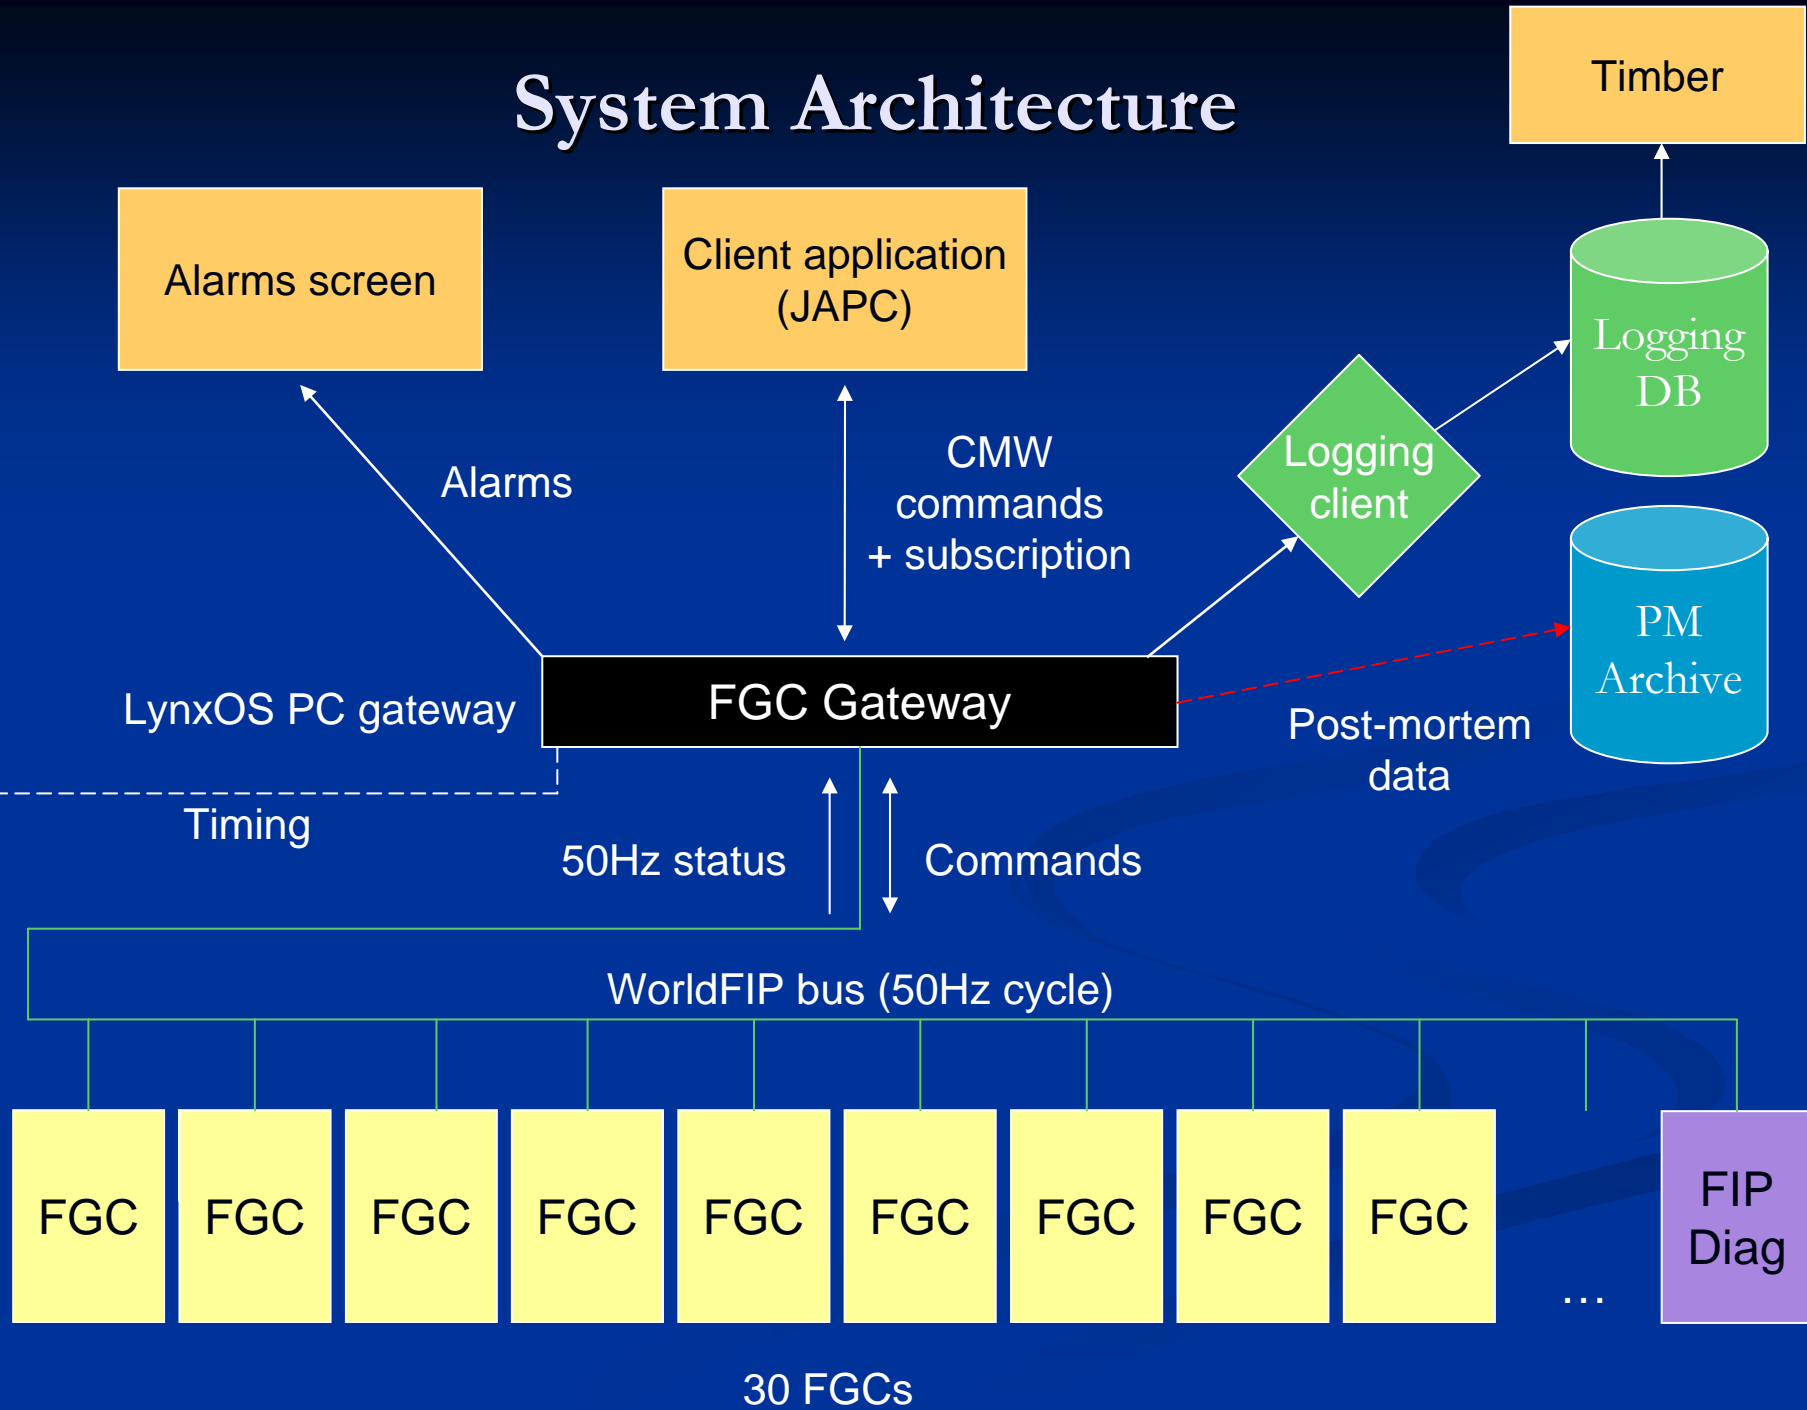 System Architecture
Timber
Alarms screen
Client application
(JAPC)
Logging
DB
Alarms
CMW
commands
+ subscription
Logging
client
PM
Archive
LynxOS PC gateway
FGC Gateway
Post-mortem
data
Timing
50Hz status
Commands
WorldFIP bus (50Hz cycle)
FGC
FGC
FGC
FGC
FGC
FGC
FGC
FGC
FGC
…
FIP
Diag
30 FGCs